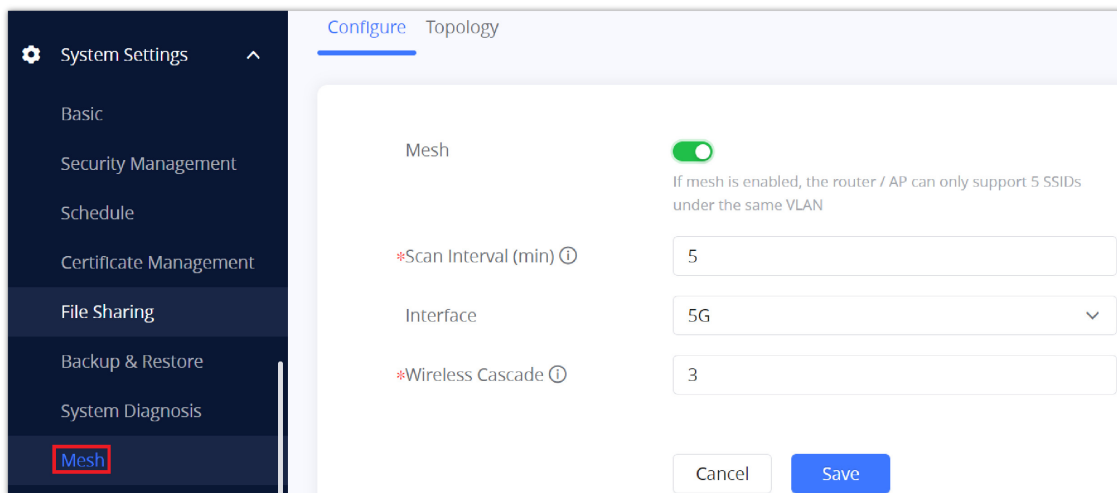 System Settings
Basic
Security Management
Schedule
Certificate Management
File Sharing
Backup & Restore
System Diagnosis
Mesh
Configure Topology
Mesh
If mesh is enabled, the router / AP can only support 5 SSIDs
under the same VLAN
*Scan Interval (min)
5
Interface
5G
*Wireless Cascade
3
Cancel
Save